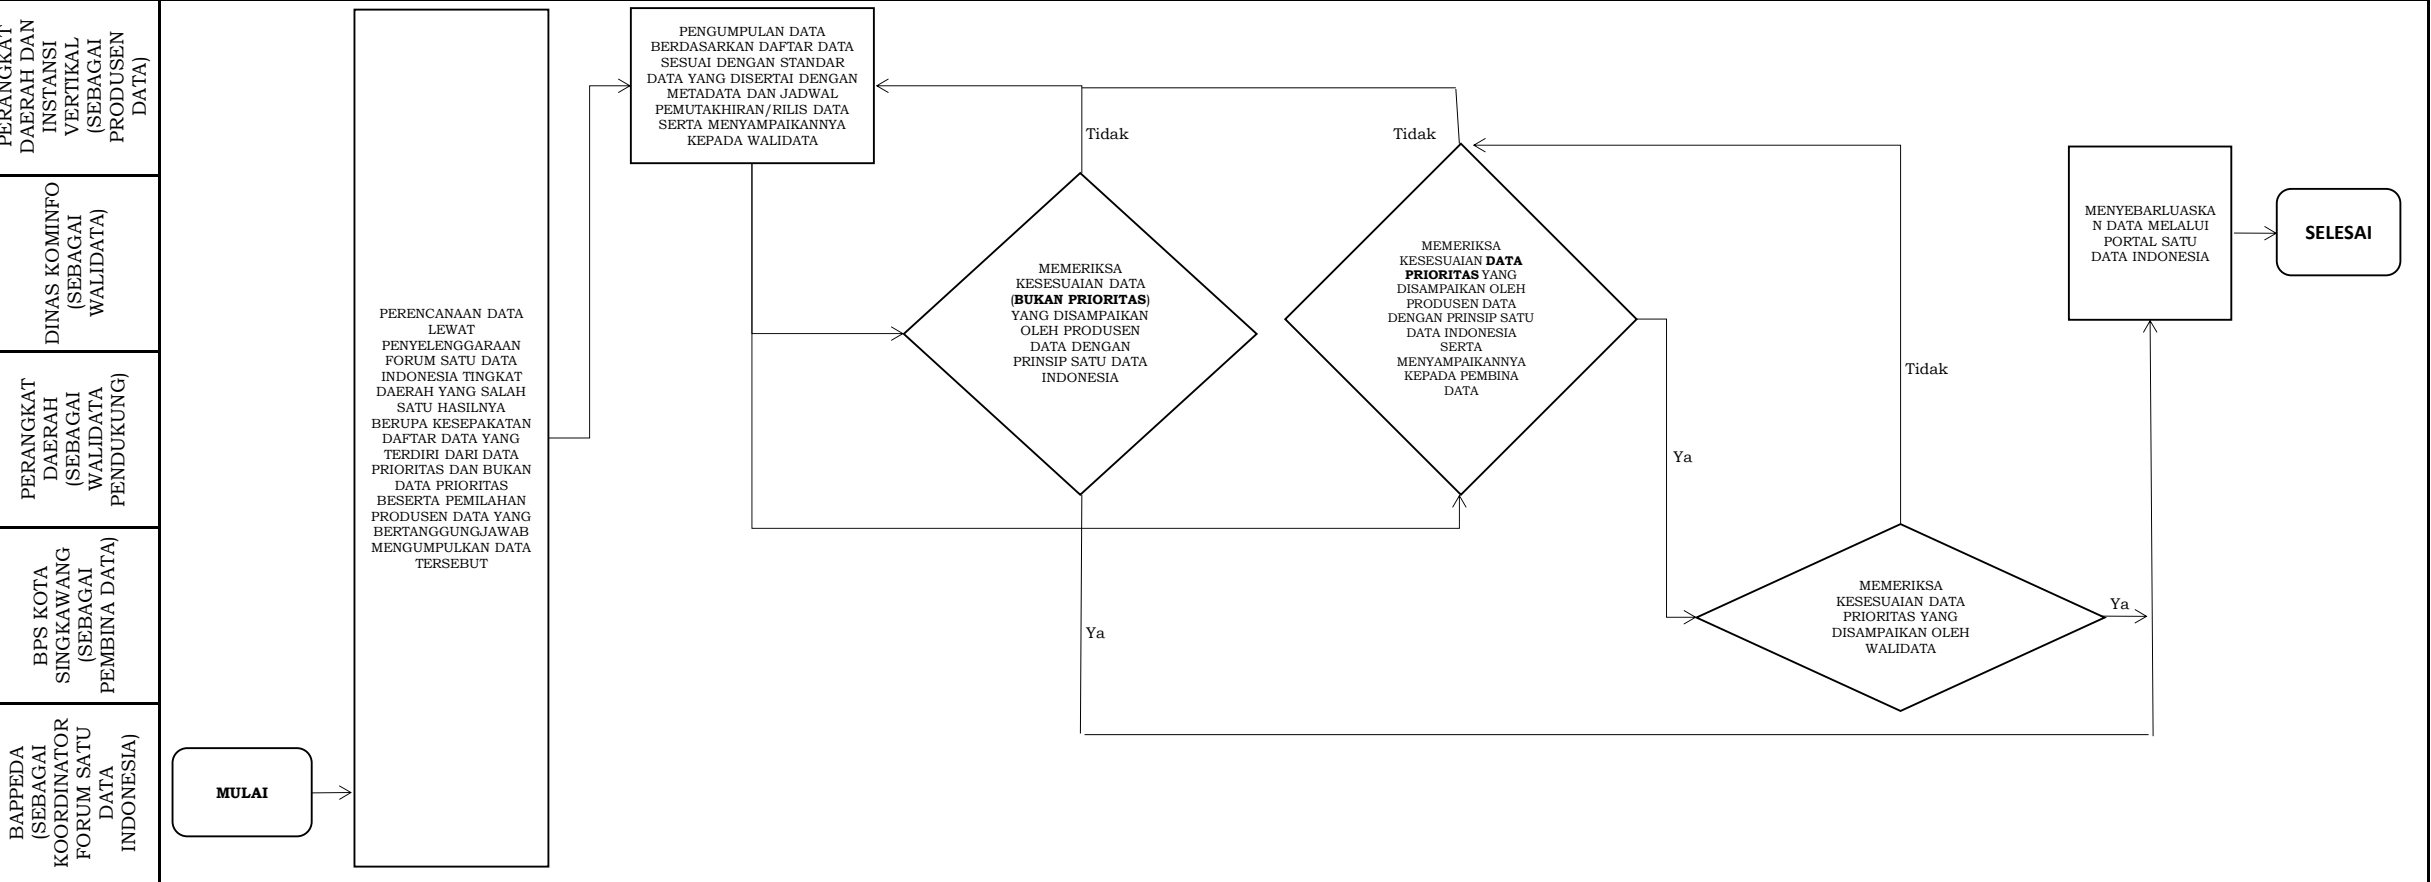 PERANGKAT
DAERAH DAN
INSTANSI
VERTIKAL
(SEBAGAI
PRODUSEN
DATA)
DINAS KOMINFO
(SEBAGAI
WALIDATA)
PERANGKAT
DAERAH
(SEBAGAI
WALIDATA
PENDUKUNG)
BPS KOTA
SINGKAWANG
(SEBAGAI
PEMBINA DATA)
BAPPEDA
(SEBAGAI
KOORDINATOR
FORUM SATU
DATA
INDONESIA)
MULAI
PERENCANAAN DATA
LEWAT
PENYELENGGARAAN
FORUM SATU DATA
INDONESIA TINGKAT
DAERAH YANG SALAH
SATU HASILNYA
BERUPA KESEPAKATAN
DAFTAR DATA YANG
TERDIRI DARI DATA
PRIORITAS DAN BUKAN
DATA PRIORITAS
BESERTA PEMILAHAN
PRODUSEN DATA YANG
BERTANGGUNGJAWAB
MENGUMPULKAN DATA
TERSEBUT
PENGUMPULAN DATA
BERDASARKAN DAFTAR DATA
SESUAI DENGAN STANDAR
DATA YANG DISERTAI DENGAN
METADATA DAN JADWAL
PEMUTAKHIRAN/RILIS DATA
SERTA MENYAMPAIKANNYA
KEPADA WALIDATA
Tidak
MEMERIKSA
KESESUAIAN DATA
(BUKAN PRIORITAS)
YANG DISAMPAIKAN
OLEH PRODUSEN
DATA DENGAN
PRINSIP SATU DATA
INDONESIA
Ya
Tidak
MEMERIKSA
KESESUAIAN DATA
PRIORITAS YANG
DISAMPAIKAN OLEH
PRODUSEN DATA
DENGAN PRINSIP SATU
DATA INDONESIA
SERTA
MENYAMPAIKANNYA
KEPADA PEMBINA
DATA
Ya
Tidak
MEMERIKSA
KESESUAIAN DATA
PRIORITAS YANG
DISAMPAIKAN OLEH
WALIDATA
Ya
MENYEBARLUASKA
N DATA MELALUI
PORTAL SATU
DATA INDONESIA
SELESAI